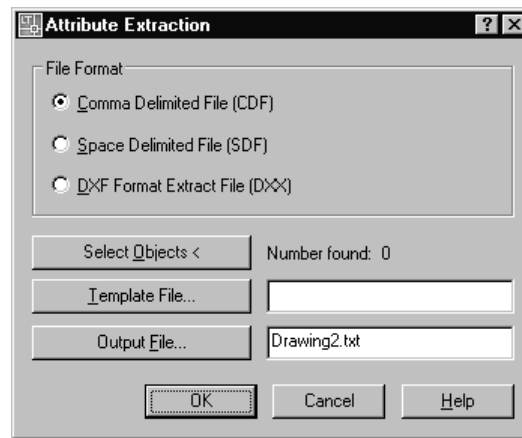 LT Attribute Extraction ? X
File Format
Comma Delimited File (CDF)
Space Delimited File (SDF)
DXF Format Extract File (DXX)
Select Objects < Number found: 0
Template File...
Output File... Drawing2.txt
OK Cancel Help